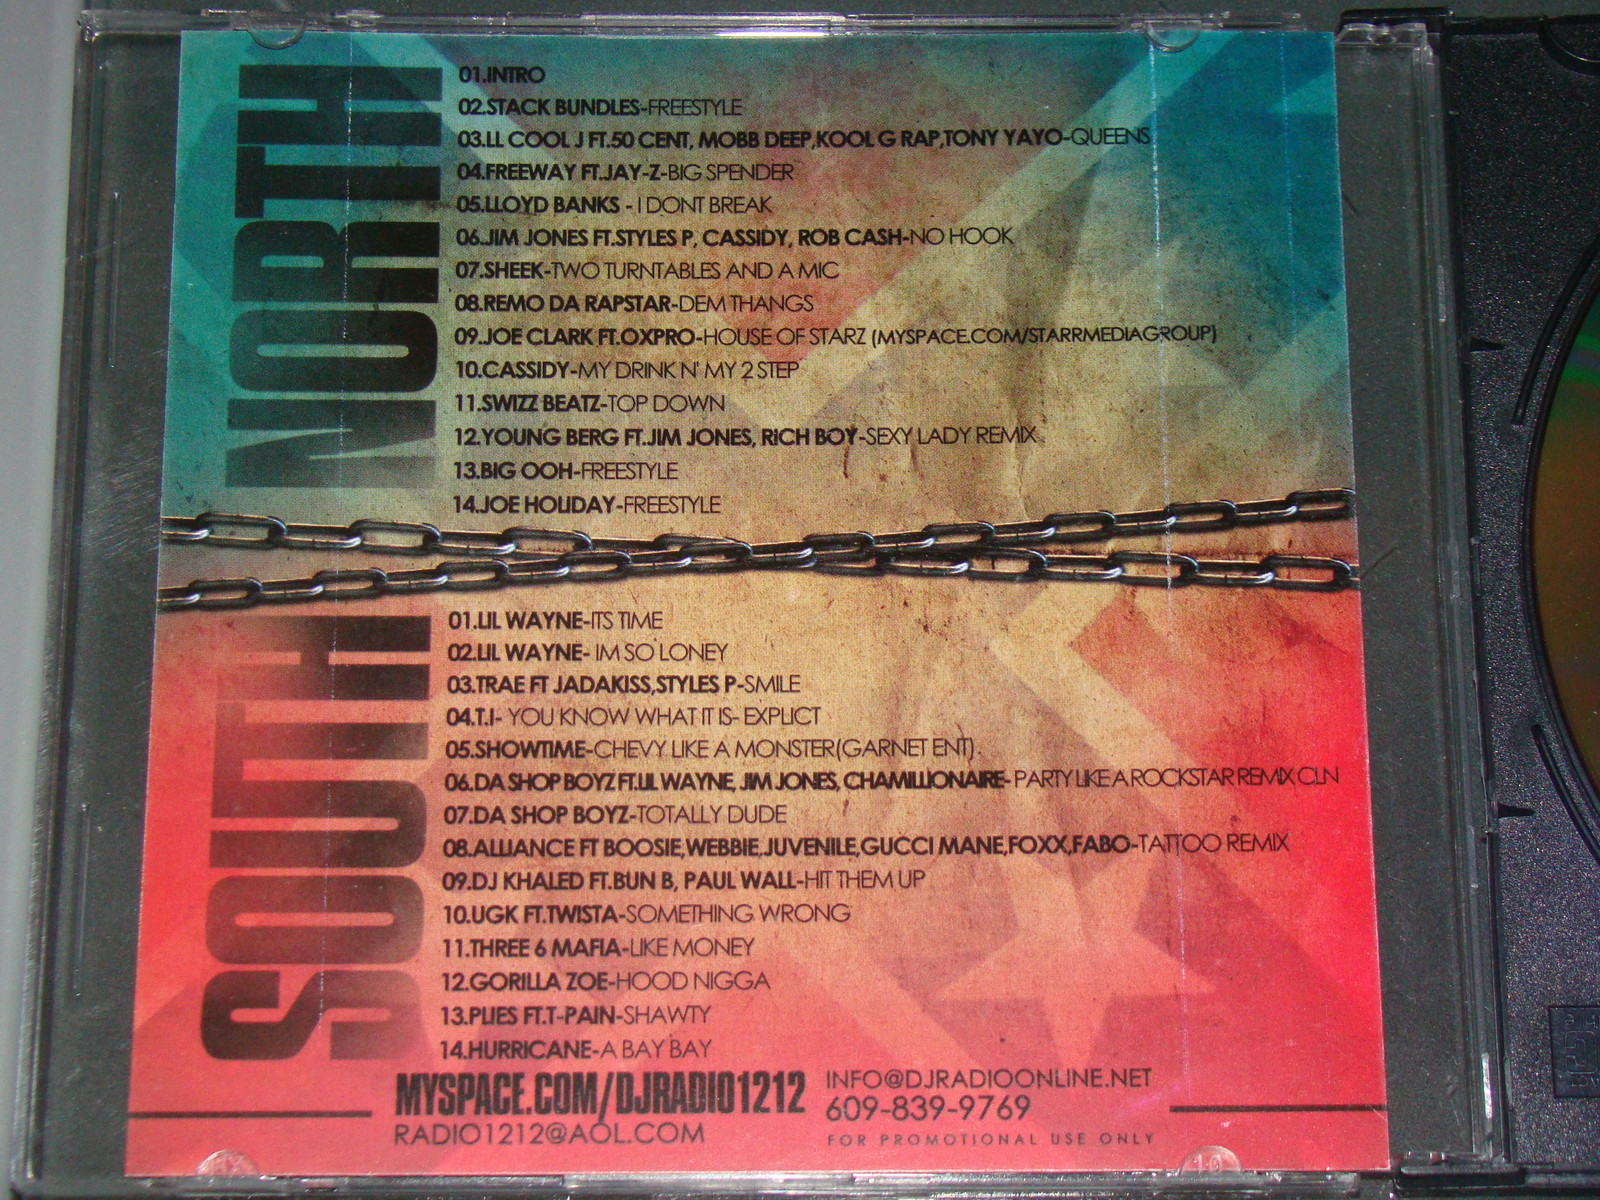 NORTH
01.INTRO
02.STACK BUNDLES-FREESTYLE
03.LL COOL J FT.50 CENT, MOBB DEEP,KOOL G RAP,TONY YAYO-QUEENS
04.FREEWAY FT.JAY-Z-BIG SPENDER
05.LLOYD BANKS - I DONT BREAK
06.JIM JONES FT.STYLES P, CASSIDY, ROB CASH-NO HOOK
07.SHEEK-TWO TURNTABLES AND A MIC
08.REMO DA RAPSTAR-DEM THANGS
09.JOE CLARK FT.OXPRO-HOUSE OF STARZ (MYSPACE.COM/STARRMEDIAGROUP)
10.CASSIDY-MY DRINK N' MY 2 STEP
11.SWIZZ BEATZ-TOP DOWN
12.YOUNG BERG FT.JIM JONES, RICH BOY-SEXY LADY REMIX
13.BIG OOH-FREESTYLE
14.JOE HOLIDAY-FREESTYLE
SOUTH
01.LIL WAYNE-ITS TIME
02.LIL WAYNE- IM SO LONEY
03.TRAE FT JADAKISS,STYLES P-SMILE
04.T.I- YOU KNOW WHAT IT IS- EXPLICT
05.SHOWTIME-CHEVY LIKE A MONSTER(GARNET ENT).
06.DA SHOP BOYZ FT.LIL WAYNE, JIM JONES, CHAMILLIONAIRE- PARTY LIKE A ROCKSTAR REMIX CLN
07.DA SHOP BOYZ-TOTALLY DUDE
08.ALLIANCE FT BOOSIE,WEBBIE,JUVENILE,GUCCI MANE,FOXX,FABO-TATTOO REMIX
09.DJ KHALED FT.BUN B, PAUL WALL-HIT THEM UP
10.UGK FT.TWISTA-SOMETHING WRONG
11.THREE 6 MAFIA-LIKE MONEY
12.GORILLA ZOE-HOOD NIGGA
13.PLIES FT.T-PAIN-SHAWTY
14.HURRICANE-A BAY BAY
MYSPACE.COM/DJRADIO1212
RADIO1212@AOL.COM
INFO@DJRADIOONLINE.NET
609-839-9769
FOR PROMOTIONAL USE ONLY